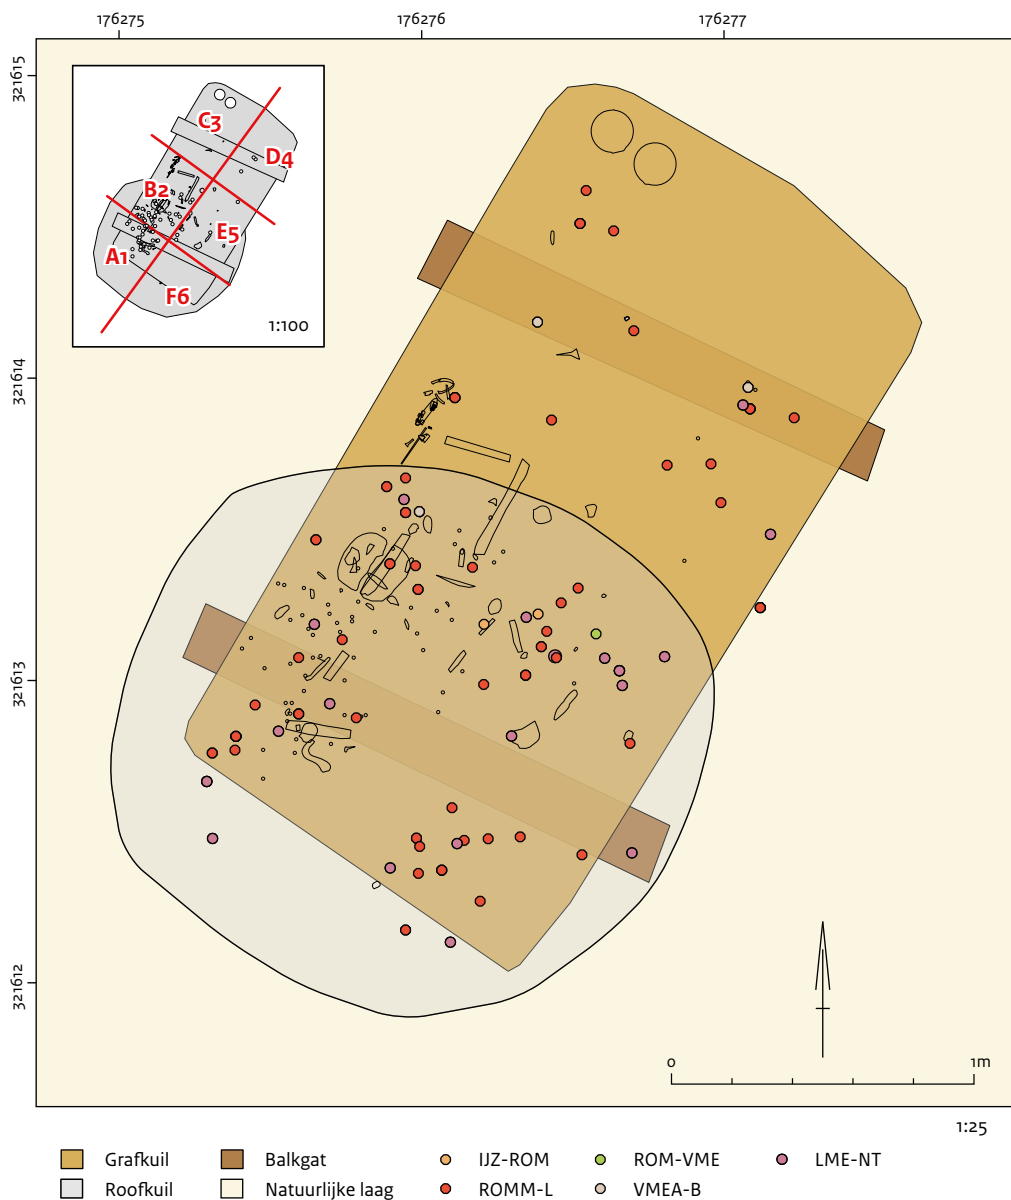 176275 176276 176277
321615
321614
321613
321612
C3
D4
B2
E5
A1
F6
1:100
0 1m
1:25
Grafkuil Balkgat IJZ-ROM ROM-VME LME-NT
Roofkuil Natuurlijke laag ROMM-L VMEA-B